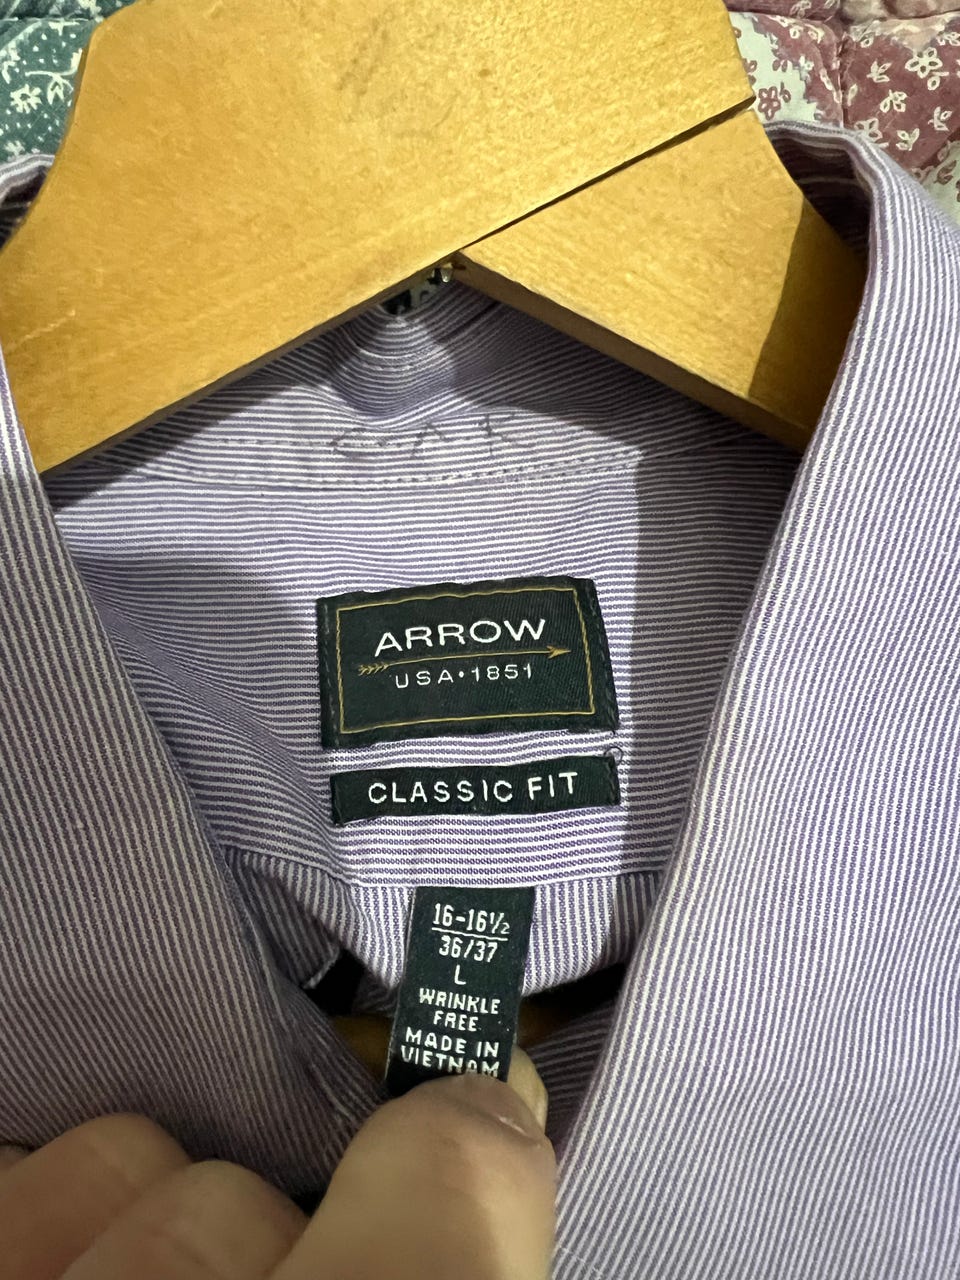 ARROW
USA•1851
CLASSIC FIT
16-16½
36/37
L
WRINKLE
FREE
MADE IN
VIETNAM